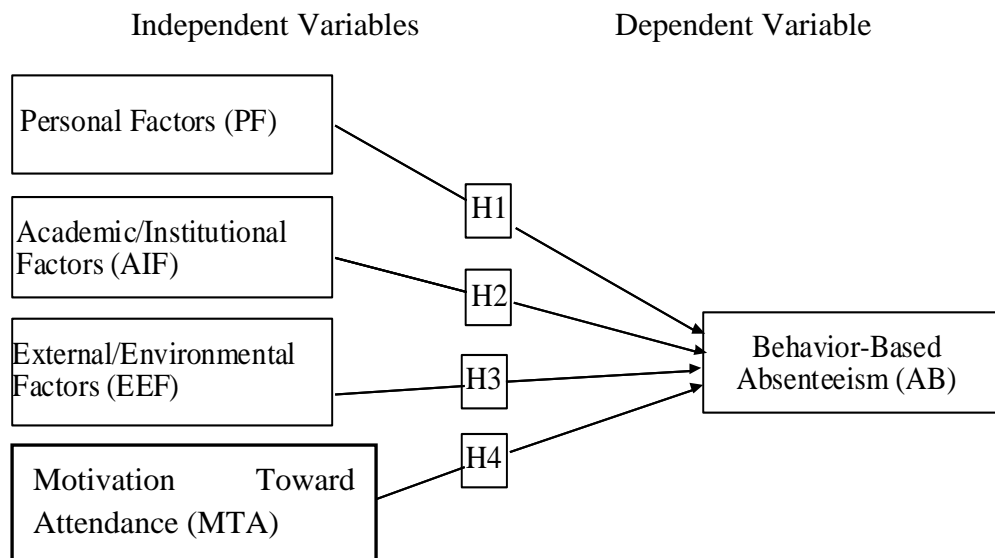 Independent Variables
Dependent Variable
Personal Factors (PF)
H1
Academic/Institutional
Factors (AIF)
H2
External/Environmental
Factors (EEF)
H3
Behavior-Based
Absenteeism (AB)
H4
Motivation Toward
Attendance (MTA)